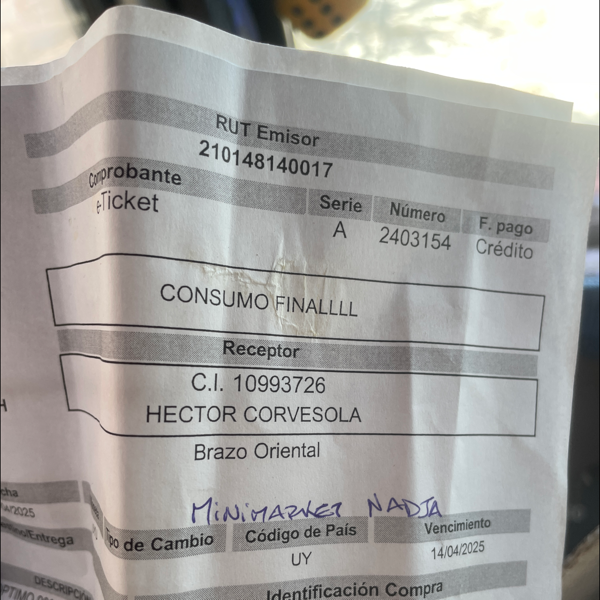 RUT Emisor
210148140017
Comprobante Serie Número F. pago
e-Ticket A 2403154 Crédito
CONSUMO FINALLLL
Receptor
C.I. 10993726
HECTOR CORVESOLA
Brazo Oriental
MINIMARKET NADJA
Tipo de Cambio Código de País Vencimiento
UY 14/04/2025
Identificación Compra